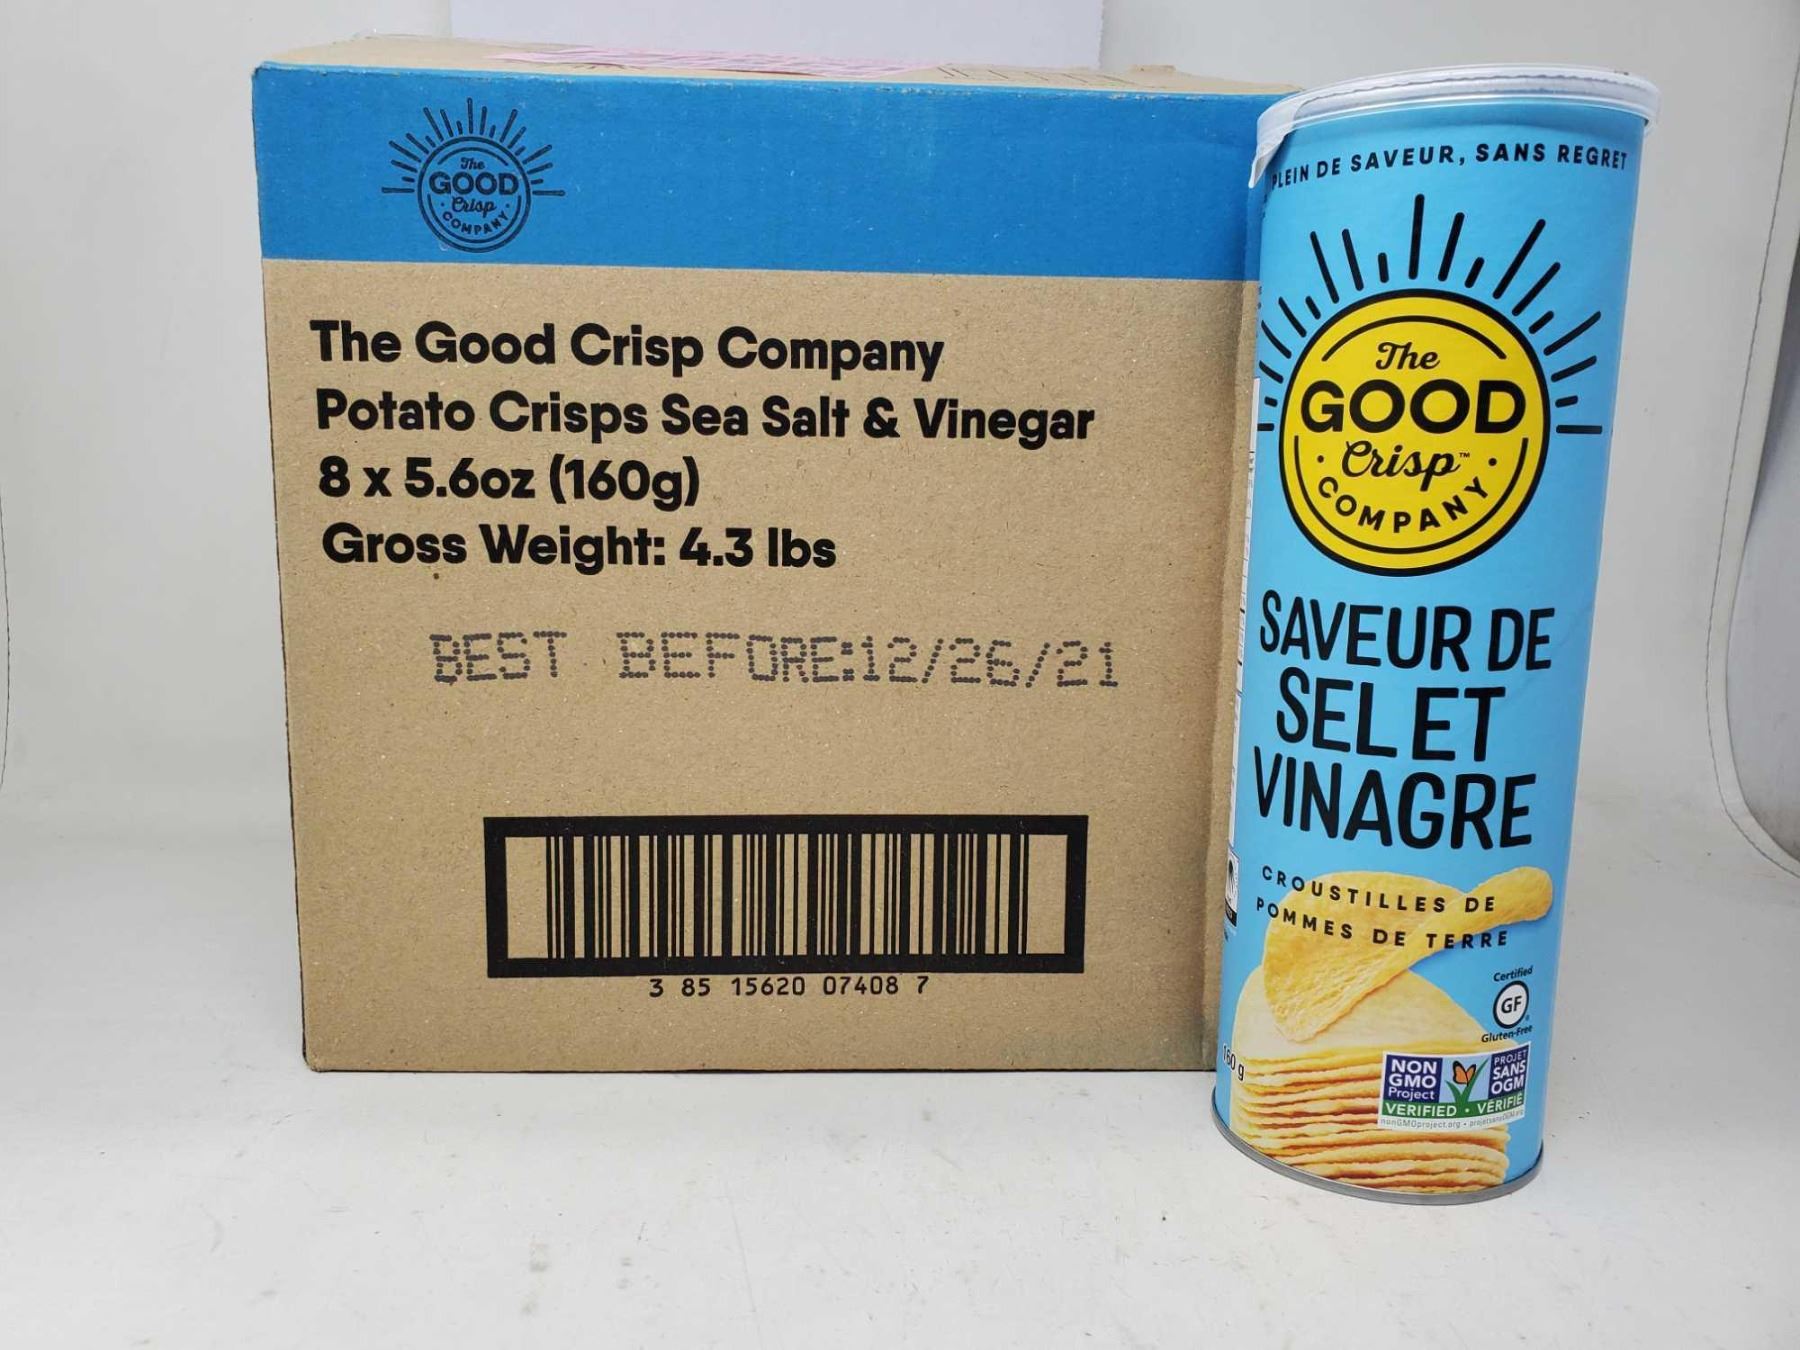 The
GOOD
Crisp
COMPANY
The Good Crisp Company
Potato Crisps Sea Salt & Vinegar
8 x 5.6oz (160g)
Gross Weight: 4.3 lbs
BEST BEFORE:12/26/21
3 85 15620 07408 7
PLEIN DE SAVEUR, SANS REGRET
The
GOOD
Crisp™
COMPANY
SAVEUR DE
SEL ET
VINAGRE
CROUSTILLES DE
POMMES DE TERRE
Certified
GF
Gluten-Free
160 g
NON
GMO
Project
VERIFIED
PROJET
SANS
OGM
VÉRIFIÉ
nonGMOproject.org